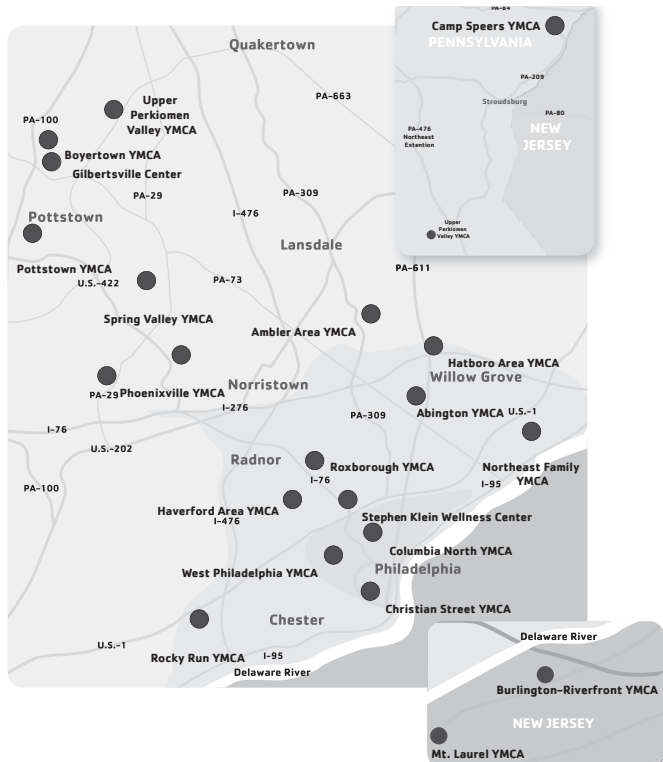 PA-84
Camp Speers YMCA
PENNSYLVANIA
PA-209
Stroudsburg
PA-80
PA-476
Northeast
Extention
NEW
JERSEY
Upper
Perkiomen
Valley YMCA
Quakertown
PA-663
Upper
Perkiomen
Valley YMCA
PA-100
Boyertown YMCA
Gilbertsville Center
PA-29
PA-309
I-476
Pottstown
Lansdale
PA-611
Pottstown YMCA
U.S.-422
PA-73
Spring Valley YMCA
Ambler Area YMCA
Hatboro Area YMCA
Willow Grove
Norristown
PA-29
Phoenixville YMCA
I-276
PA-309
Abington YMCA
U.S.-1
I-76
U.S.-202
Radnor
Roxborough YMCA
Northeast Family
YMCA
I-76
I-95
PA-100
Haverford Area YMCA
I-476
Stephen Klein Wellness Center
Columbia North YMCA
West Philadelphia YMCA
Philadelphia
Christian Street YMCA
Chester
U.S.-1
Rocky Run YMCA
I-95
Delaware River
Delaware River
Burlington-Riverfront YMCA
NEW JERSEY
Mt. Laurel YMCA